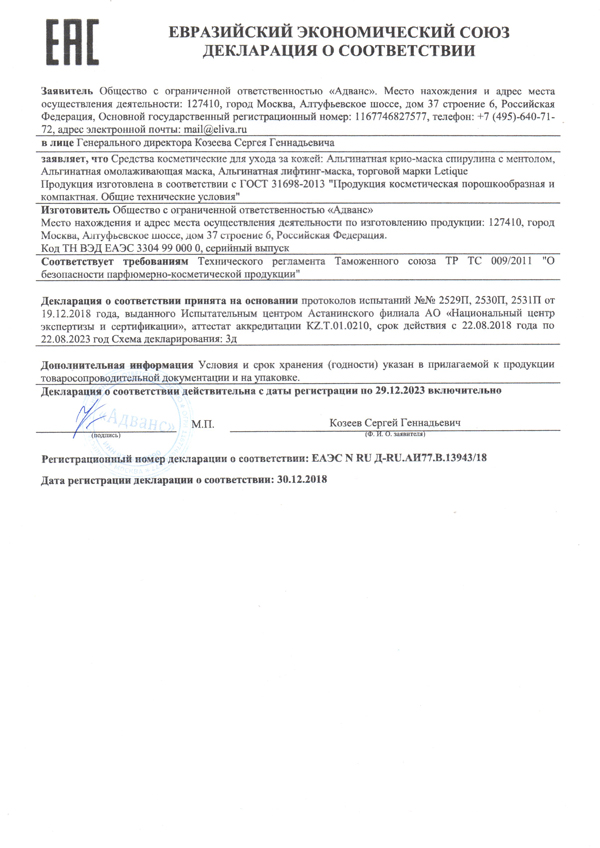 EAC
ЕВРАЗИЙСКИЙ ЭКОНОМИЧЕСКИЙ СОЮЗ
ДЕКЛАРАЦИЯ О СООТВЕТСТВИИ
Заявитель Общество с ограниченной ответственностью «Адванс». Место нахождения и адрес места
осуществления деятельности: 127410, город Москва, Алтуфьевское шоссе, дом 37 строение 6, Российская
Федерация, Основной государственный регистрационный номер: 1167746827577, телефон: +7 (495)-640-71-
72, адрес электронной почты: mail@eliva.ru
в лице Генерального директора Козеева Сергея Геннадьевича
заявляет, что Средства косметические для ухода за кожей: Альгинатная крио-маска спирулина с ментолом,
Альгинатная омолаживающая маска, Альгинатная лифтинг-маска, торговой марки Letique
Продукция изготовлена в соответствии с ГОСТ 31698-2013 "Продукция косметическая порошкообразная и
компактная. Общие технические условия"
Изготовитель Общество с ограниченной ответственностью «Адванс»
Место нахождения и адрес места осуществления деятельности по изготовлению продукции: 127410, город
Москва, Алтуфьевское шоссе, дом 37 строение 6, Российская Федерация.
Код ТН ВЭД ЕАЭС 3304 99 000 0, серийный выпуск
Соответствует требованиям Технического регламента Таможенного союза ТР ТС 009/2011 "О
безопасности парфюмерно-косметической продукции"
Декларация о соответствии принята на основании протоколов испытаний №№ 2529П, 2530П, 2531П от
19.12.2018 года, выданного Испытательным центром Астанинского филиала АО «Национальный центр
экспертизы и сертификации», аттестат аккредитации KZ.T.01.0210, срок действия с 22.08.2018 года по
22.08.2023 год Схема декларирования: 3д
Дополнительная информация Условия и срок хранения (годности) указан в прилагаемой к продукции
товаросопроводительной документации и на упаковке.
Декларация о соответствии действительна с даты регистрации по 29.12.2023 включительно
«Адванс»
М.П.
Козеев Сергей Геннадьевич
(подпись)
(Ф. И. О. заявителя)
Регистрационный номер декларации о соответствии: ЕАЭС N RU Д-RU.АИ77.В.13943/18
Дата регистрации декларации о соответствии: 30.12.2018